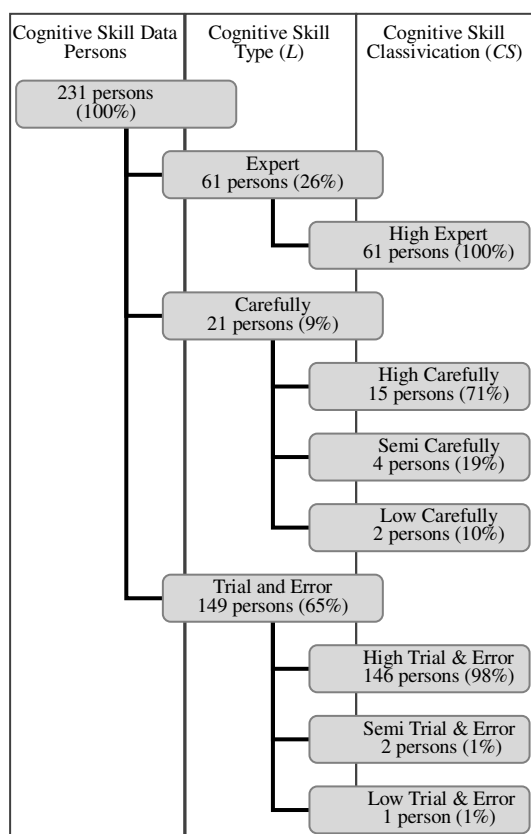 Cognitive Skill Data
Persons
Cognitive Skill
Type (L)
Cognitive Skill
Classivication (CS)
231 persons
(100%)
Expert
61 persons (26%)
High Expert
61 persons (100%)
Carefully
21 persons (9%)
High Carefully
15 persons (71%)
Semi Carefully
4 persons (19%)
Low Carefully
2 persons (10%)
Trial and Error
149 persons (65%)
High Trial & Error
146 persons (98%)
Semi Trial & Error
2 persons (1%)
Low Trial & Error
1 person (1%)